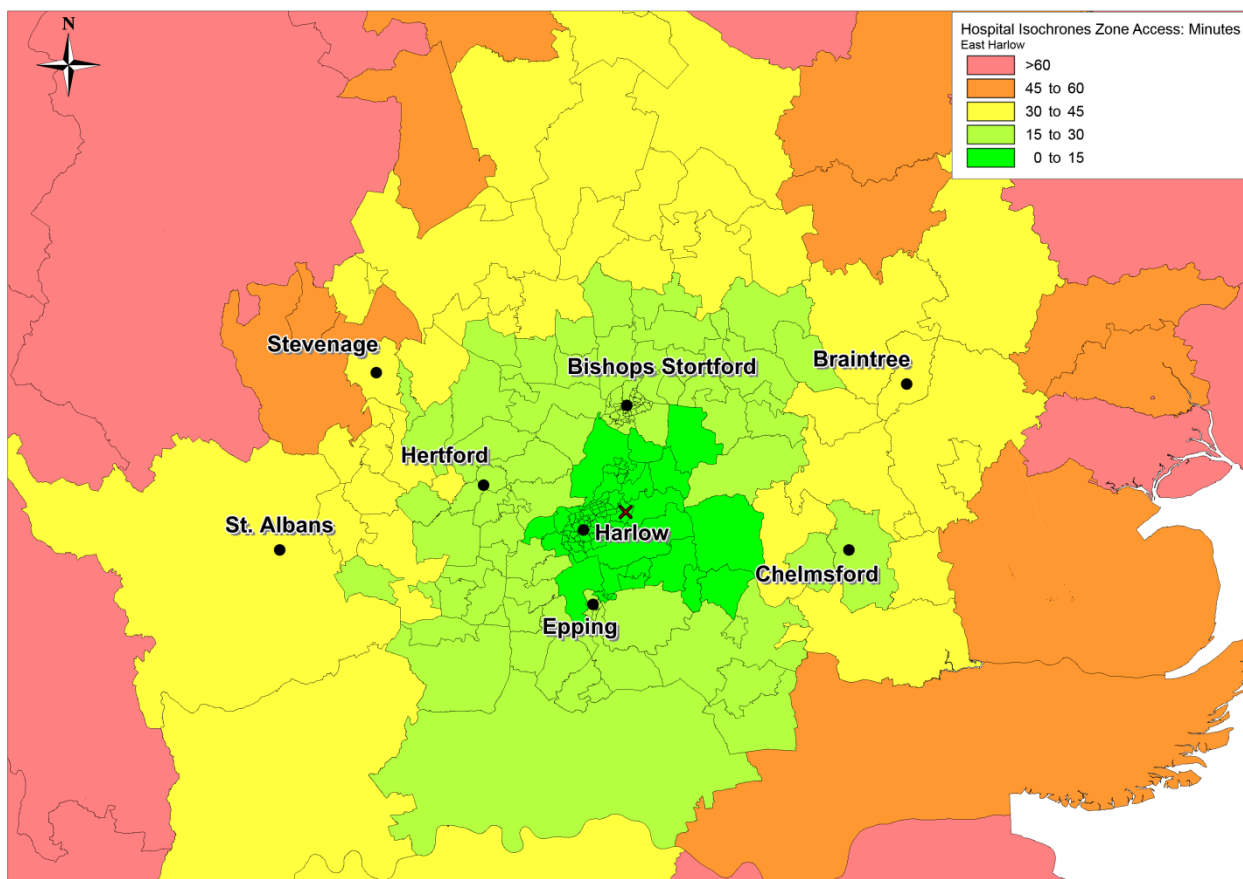 N
Hospital Isochrones Zone Access: Minutes
East Harlow
>60
45 to 60
30 to 45
15 to 30
0 to 15
Stevenage
Bishops Stortford
Braintree
Hertford
St. Albans
Harlow
Chelmsford
Epping